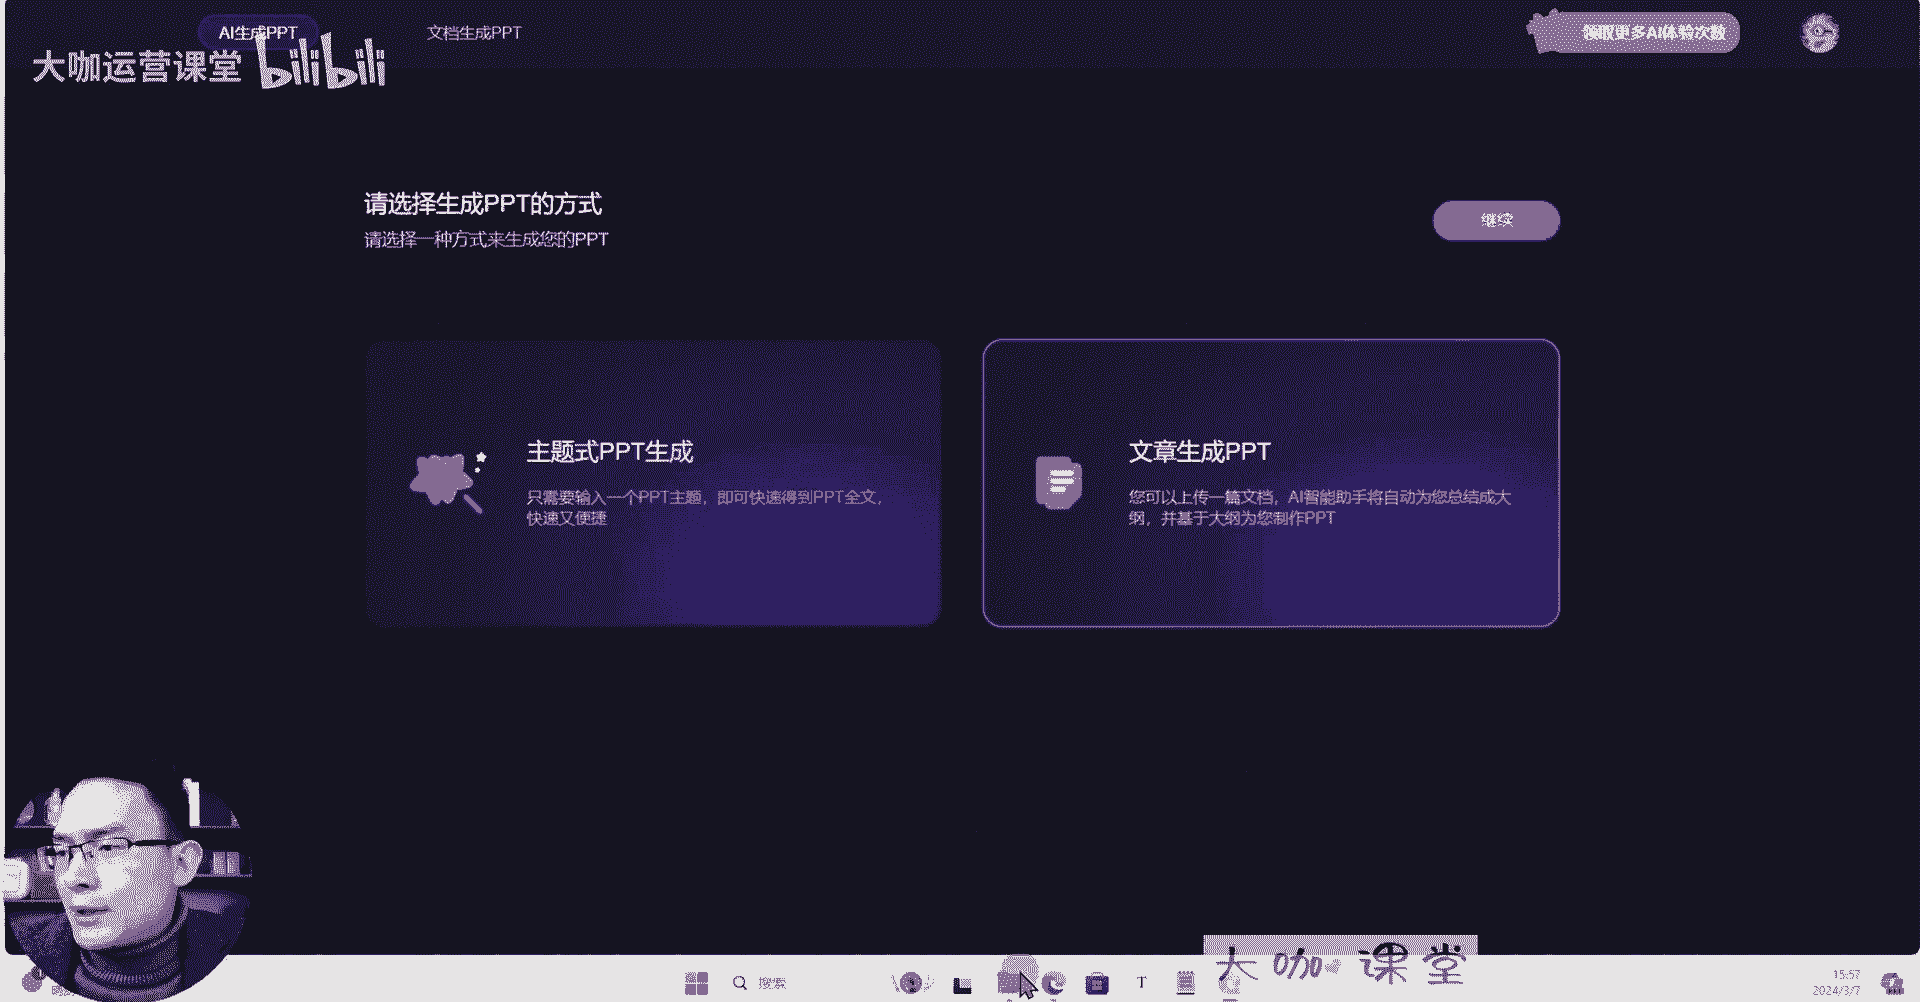 AI生成PPT
文档生成PPT
领取更多AI体验次数
大咖运营课堂 bilibili
请选择生成PPT的方式
请选择一种方式来生成您的PPT
继续
主题式PPT生成
只需要输入一个PPT主题，即可快速得到PPT全文，
快速又便捷
文章生成PPT
您可以上传一篇文档，AI智能助手将自动为您总结成大
纲，并基于大纲为您制作PPT
大咖课堂
搜索
T
15:57
2024/3/7